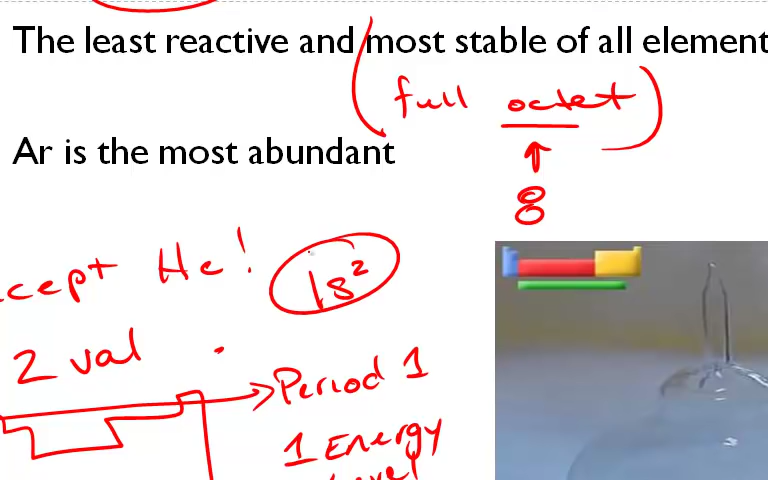 The least reactive and most stable of all element
(full octet)
↑
8
Ar is the most abundant
cept He! 1s²
2 val
Period 1
1 Energy